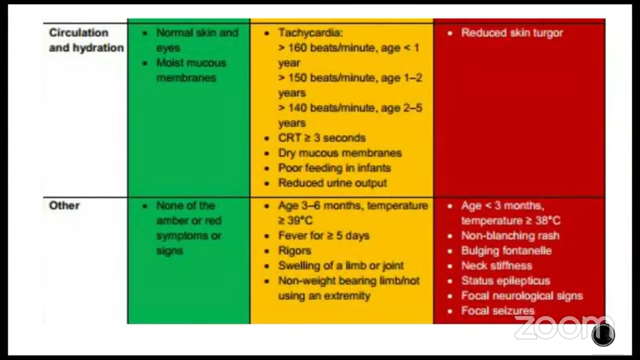 Circulation
and hydration
• Normal skin and
eyes
• Moist mucous
membranes
• Tachycardia:
> 160 beats/minute, age < 1
year
> 150 beats/minute, age 1–2
years
> 140 beats/minute, age 2–5
years
• CRT ≥ 3 seconds
• Dry mucous membranes
• Poor feeding in infants
• Reduced urine output
• Reduced skin turgor
Other
• None of the
amber or red
symptoms or
signs
• Age 3–6 months, temperature
≥ 39°C
• Fever for ≥ 5 days
• Rigors
• Swelling of a limb or joint
• Non-weight bearing limb/not
using an extremity
• Age < 3 months,
temperature ≥ 38°C
• Non-blanching rash
• Bulging fontanelle
• Neck stiffness
• Status epilepticus
• Focal neurological signs
• Focal seizures
zoom